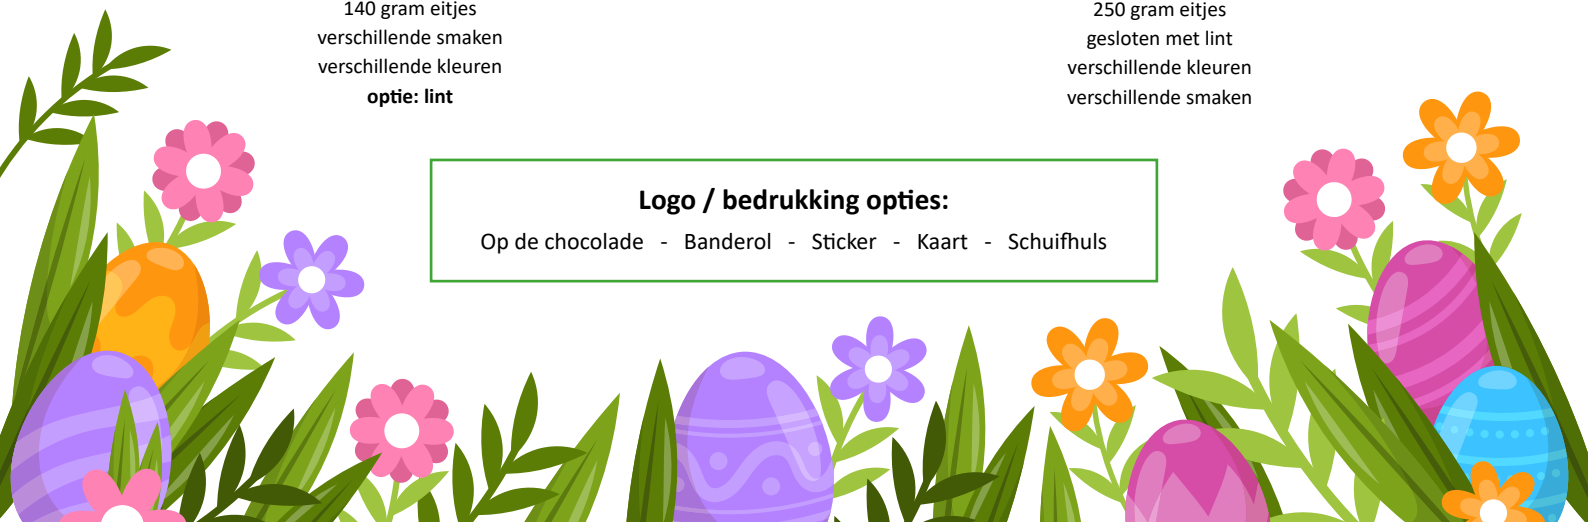 140 gram eitjes
verschillende smaken
verschillende kleuren
optie: lint
250 gram eitjes
gesloten met lint
verschillende kleuren
verschillende smaken
Logo / bedrukking opties:
Op de chocolade - Banderol - Sticker - Kaart - Schuifhuls